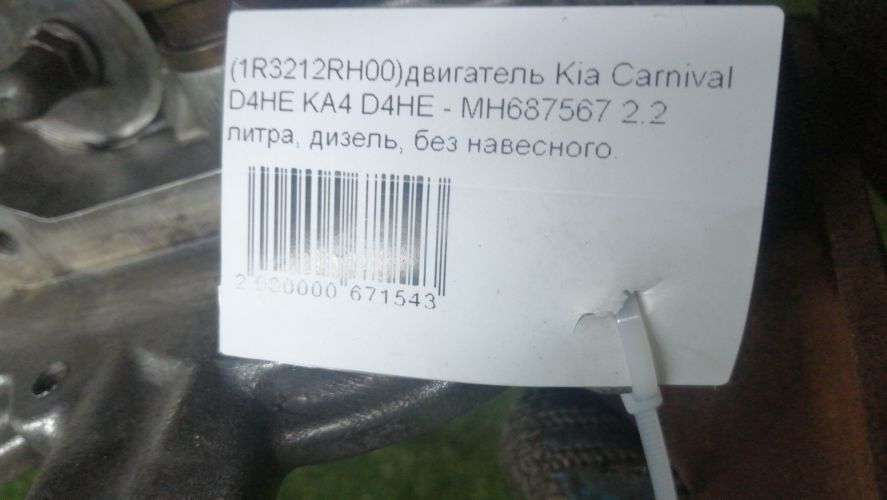 (1R3212RH00)двигатель Kia Carnival
D4HE KA4 D4HE - MH687567 2.2
литра, дизель, без навесного.
2 000000 671543